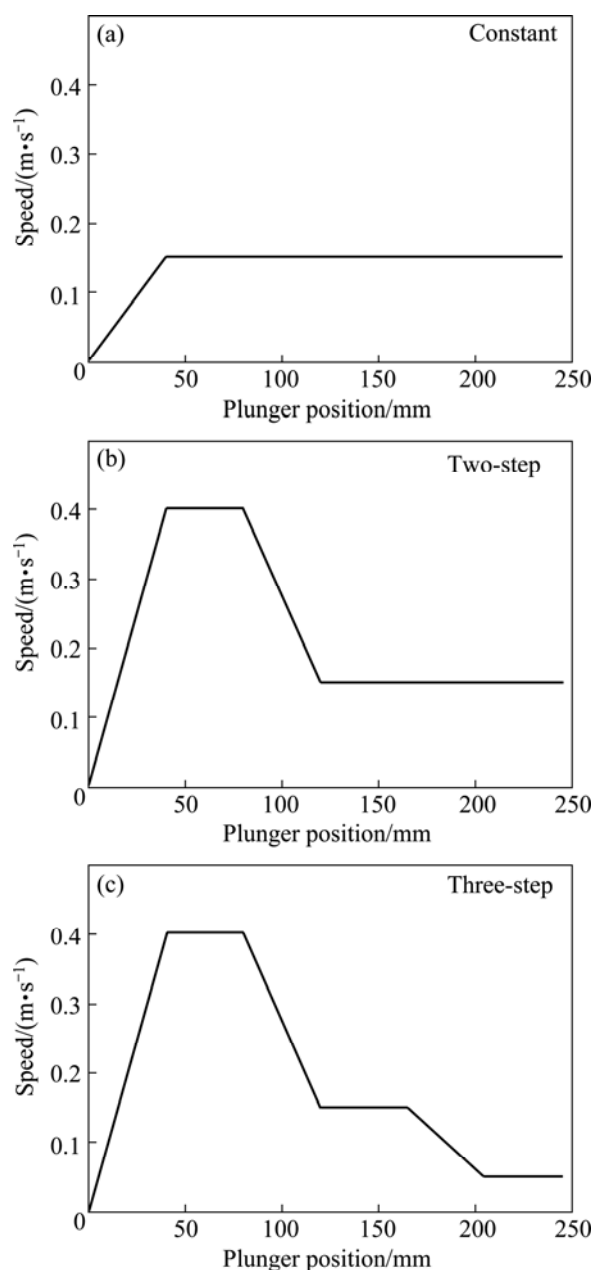 (a) Constant
Speed/(m•s⁻¹)
0.4
0.3
0.2
0.1
0
50 100 150 200 250
Plunger position/mm
(b) Two-step
Speed/(m•s⁻¹)
0.4
0.3
0.2
0.1
0
50 100 150 200 250
Plunger position/mm
(c) Three-step
Speed/(m•s⁻¹)
0.4
0.3
0.2
0.1
0
50 100 150 200 250
Plunger position/mm